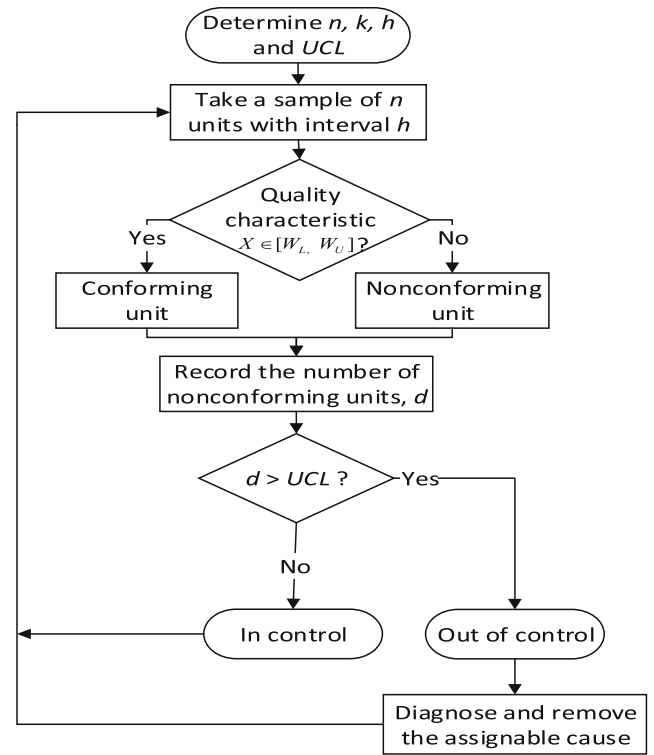 Determine n, k, h
and UCL
Take a sample of n
units with interval h
Quality
characteristic
X ∈ [W_L, W_U]?
Yes
No
Conforming
unit
Nonconforming
unit
Record the number of
nonconforming units, d
d > UCL ?
Yes
No
In control
Out of control
Diagnose and remove
the assignable cause